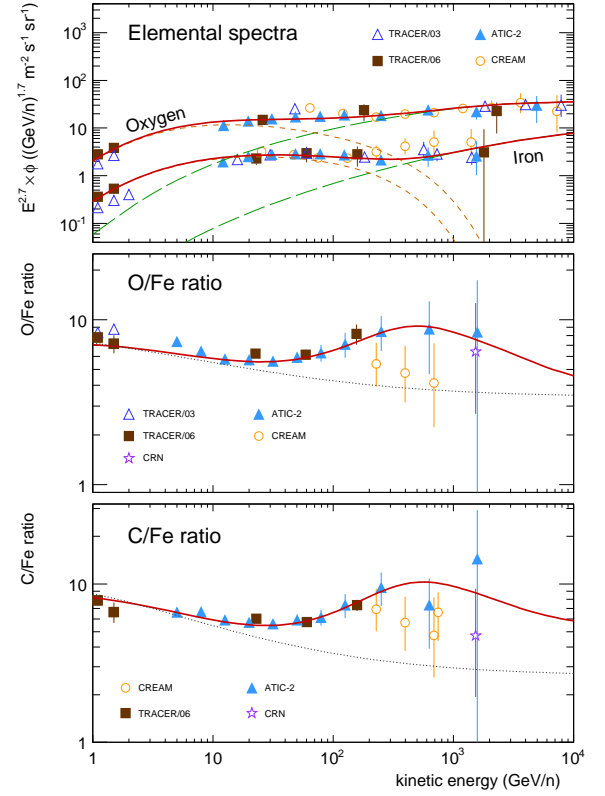 10³
10²
10
1
10⁻¹
E²·⁷ × ϕ ((GeV/n)¹·⁷ m⁻² s⁻¹ sr⁻¹)
Elemental spectra
TRACER/03
ATIC-2
TRACER/06
CREAM
Oxygen
Iron
10
1
O/Fe ratio
O/Fe ratio
TRACER/03
ATIC-2
TRACER/06
CREAM
CRN
10
1
C/Fe ratio
C/Fe ratio
CREAM
ATIC-2
TRACER/06
CRN
1
10
10²
10³
10⁴
kinetic energy (GeV/n)